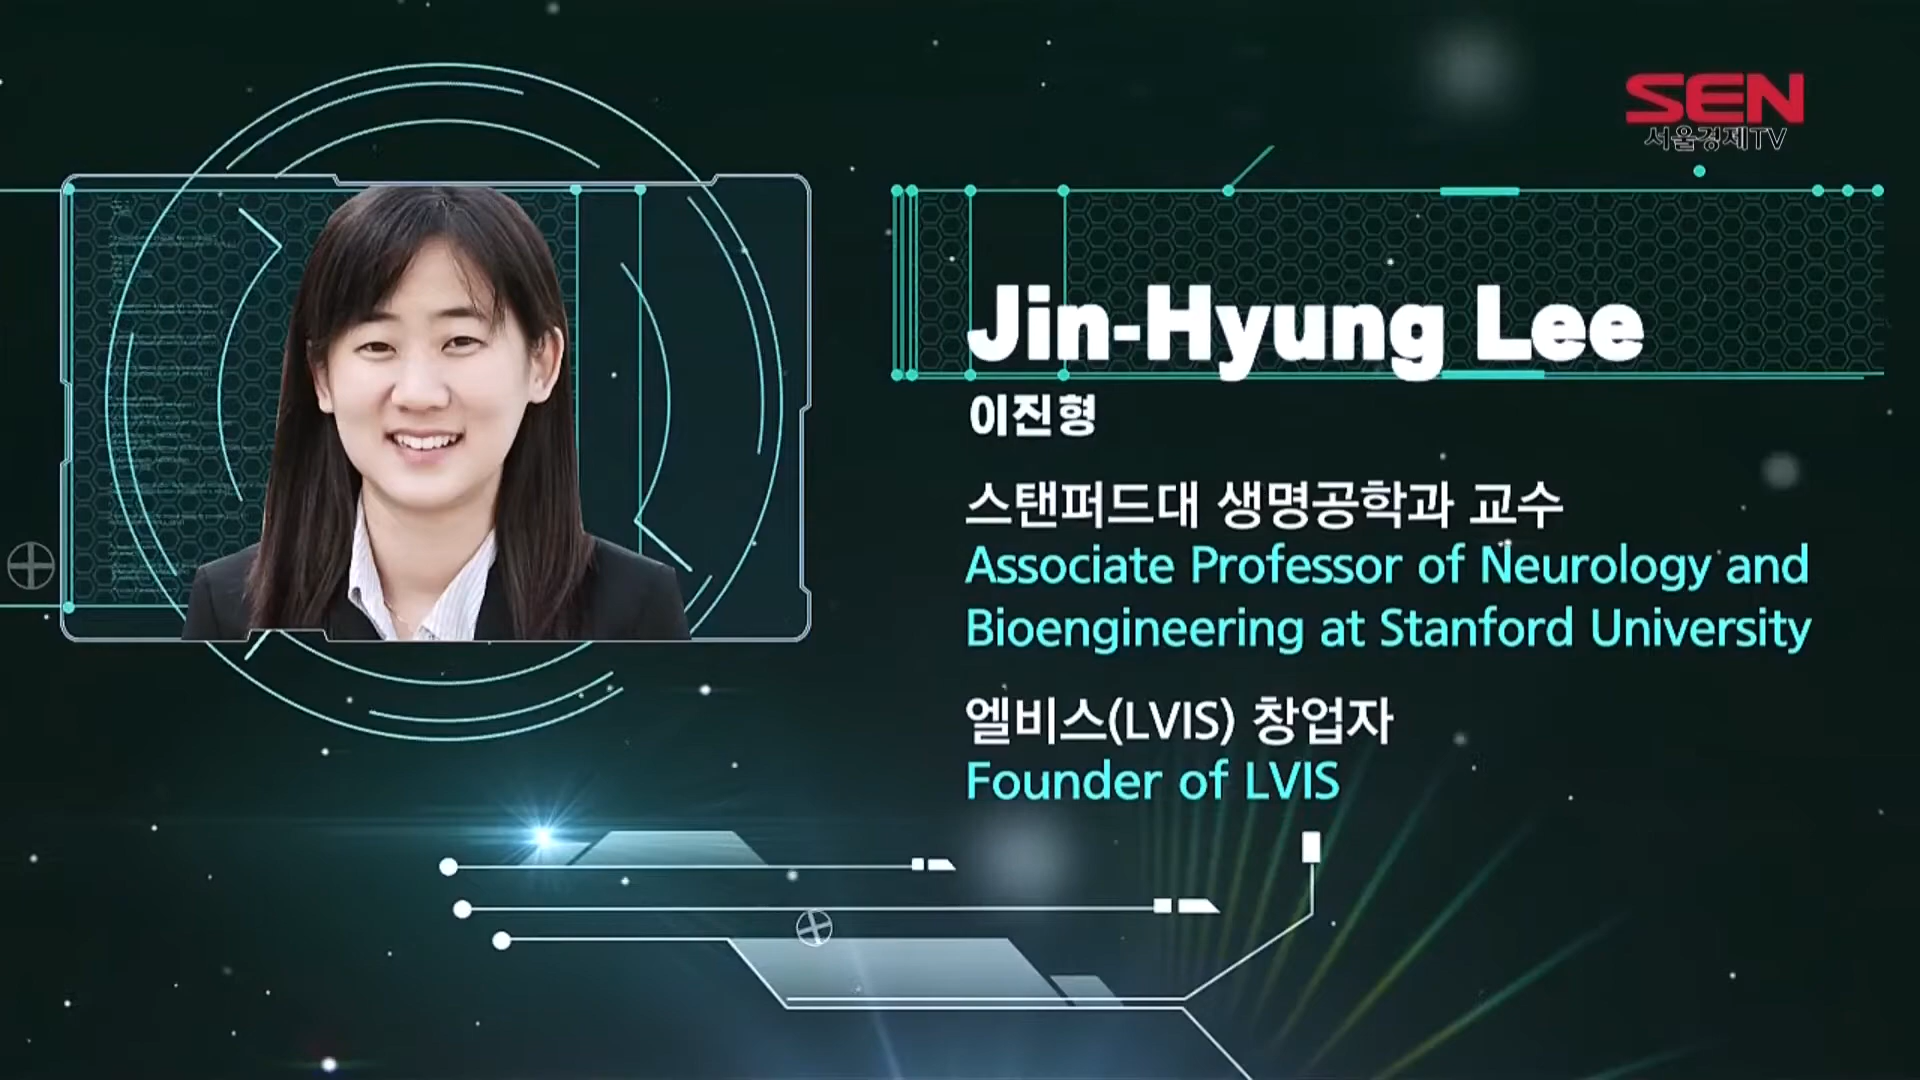 SEN
서울경제TV
Jin-Hyung Lee
이진형
스탠퍼드대 생명공학과 교수
Associate Professor of Neurology and
Bioengineering at Stanford University
엘비스(LVIS) 창업자
Founder of LVIS